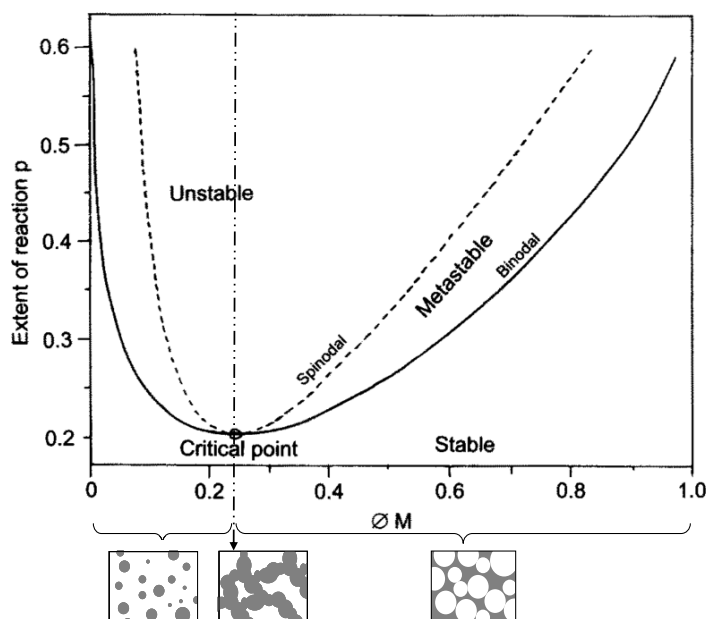 0.6
0.5
0.4
0.3
0.2
Extent of reaction p
Unstable
Metastable
Binodal
Spinodal
Critical point
Stable
0
0.2
0.4
0.6
0.8
1.0
∅ M